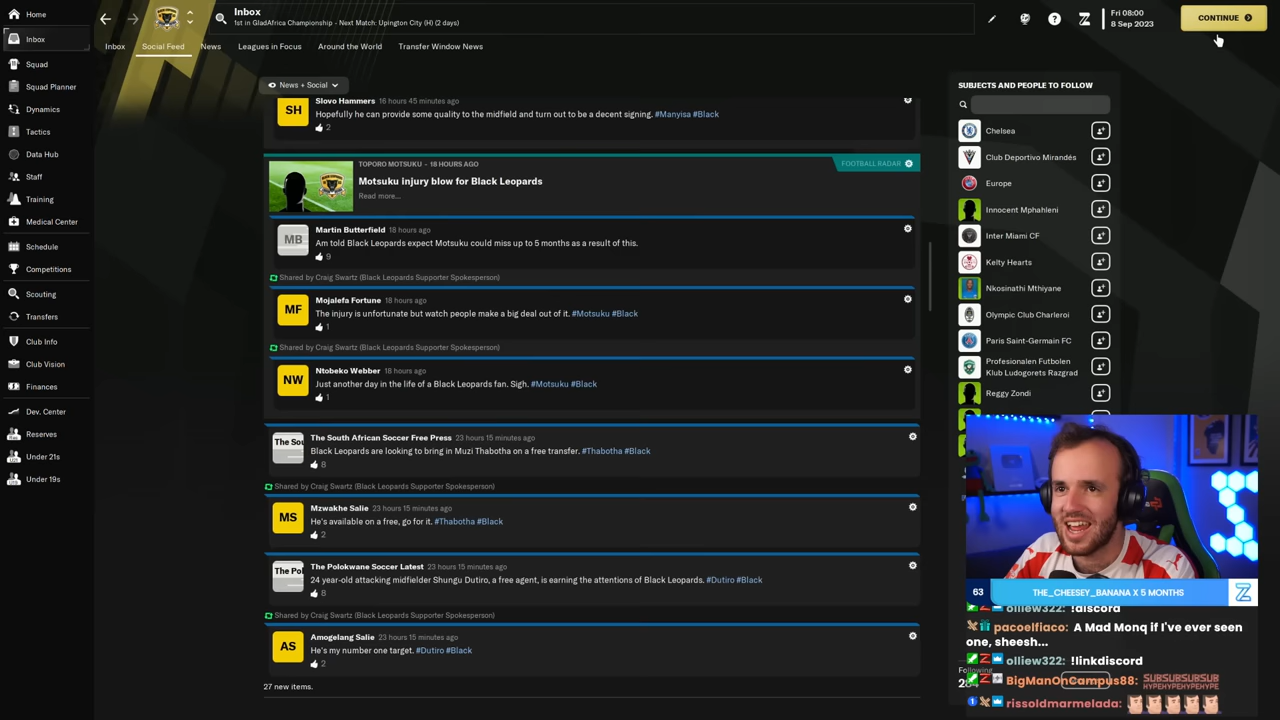 Home
Inbox
Squad
Squad Planner
Dynamics
Tactics
Data Hub
Staff
Training
Medical Center
Schedule
Competitions
Scouting
Transfers
Club Info
Club Vision
Finances
Dev. Center
Reserves
Under 21s
Under 19s
Inbox
1st in GladAfrica Championship - Next Match: Upington City (H) (2 days)
Fri 08:00
8 Sep 2023
CONTINUE
Inbox Social Feed News Leagues in Focus Around the World Transfer Window News
News + Social
SH
Slovo Hammers 16 hours 45 minutes ago
Hopefully he can provide some quality to the midfield and turn out to be a decent signing. #Manyisa #Black
2
TOPORO MOTSUKU - 18 HOURS AGO
FOOTBALL RADAR
Motsuku injury blow for Black Leopards
Read more...
MB
Martin Butterfield 18 hours ago
Am told Black Leopards expect Motsuku could miss up to 5 months as a result of this.
9
Shared by Craig Swartz (Black Leopards Supporter Spokesperson)
MF
Mojalefa Fortune 18 hours ago
The injury is unfortunate but watch people make a big deal out of it. #Motsuku #Black
1
Shared by Craig Swartz (Black Leopards Supporter Spokesperson)
NW
Ntobeko Webber 18 hours ago
Just another day in the life of a Black Leopards fan. Sigh. #Motsuku #Black
1
The Sou
The South African Soccer Free Press 23 hours 15 minutes ago
Black Leopards are looking to bring in Muzi Thabotha on a free transfer. #Thabotha #Black
8
Shared by Craig Swartz (Black Leopards Supporter Spokesperson)
MS
Mzwakhe Salie 23 hours 15 minutes ago
He's available on a free, go for it. #Thabotha #Black
2
The Pol
The Polokwane Soccer Latest 23 hours 15 minutes ago
24 year-old attacking midfielder Shungu Dutiro, a free agent, is earning the attentions of Black Leopards. #Dutiro #Black
8
Shared by Craig Swartz (Black Leopards Supporter Spokesperson)
AS
Amogelang Salie 23 hours 15 minutes ago
He's my number one target. #Dutiro #Black
2
27 new items.
SUBJECTS AND PEOPLE TO FOLLOW
Chelsea
Club Deportivo Mirandés
Europe
Innocent Mphahleni
Inter Miami CF
Kelty Hearts
Nkosinathi Mthiyane
Olympic Club Charleroi
Paris Saint-Germain FC
Profesionalen Futbolen
Klub Ludogorets Razgrad
Reggy Zondi
63 THE_CHEESEY_BANANA X 5 MONTHS
olliew322: !discord
pacoelfiaco: A Mad Monq if I've ever seen
one, sheesh...
olliew322: !linkdiscord
BigManOnCampus88: SUBSUBSUBSUB
HYPEHYPEHYPEHYPE
rissoldmarmelada: